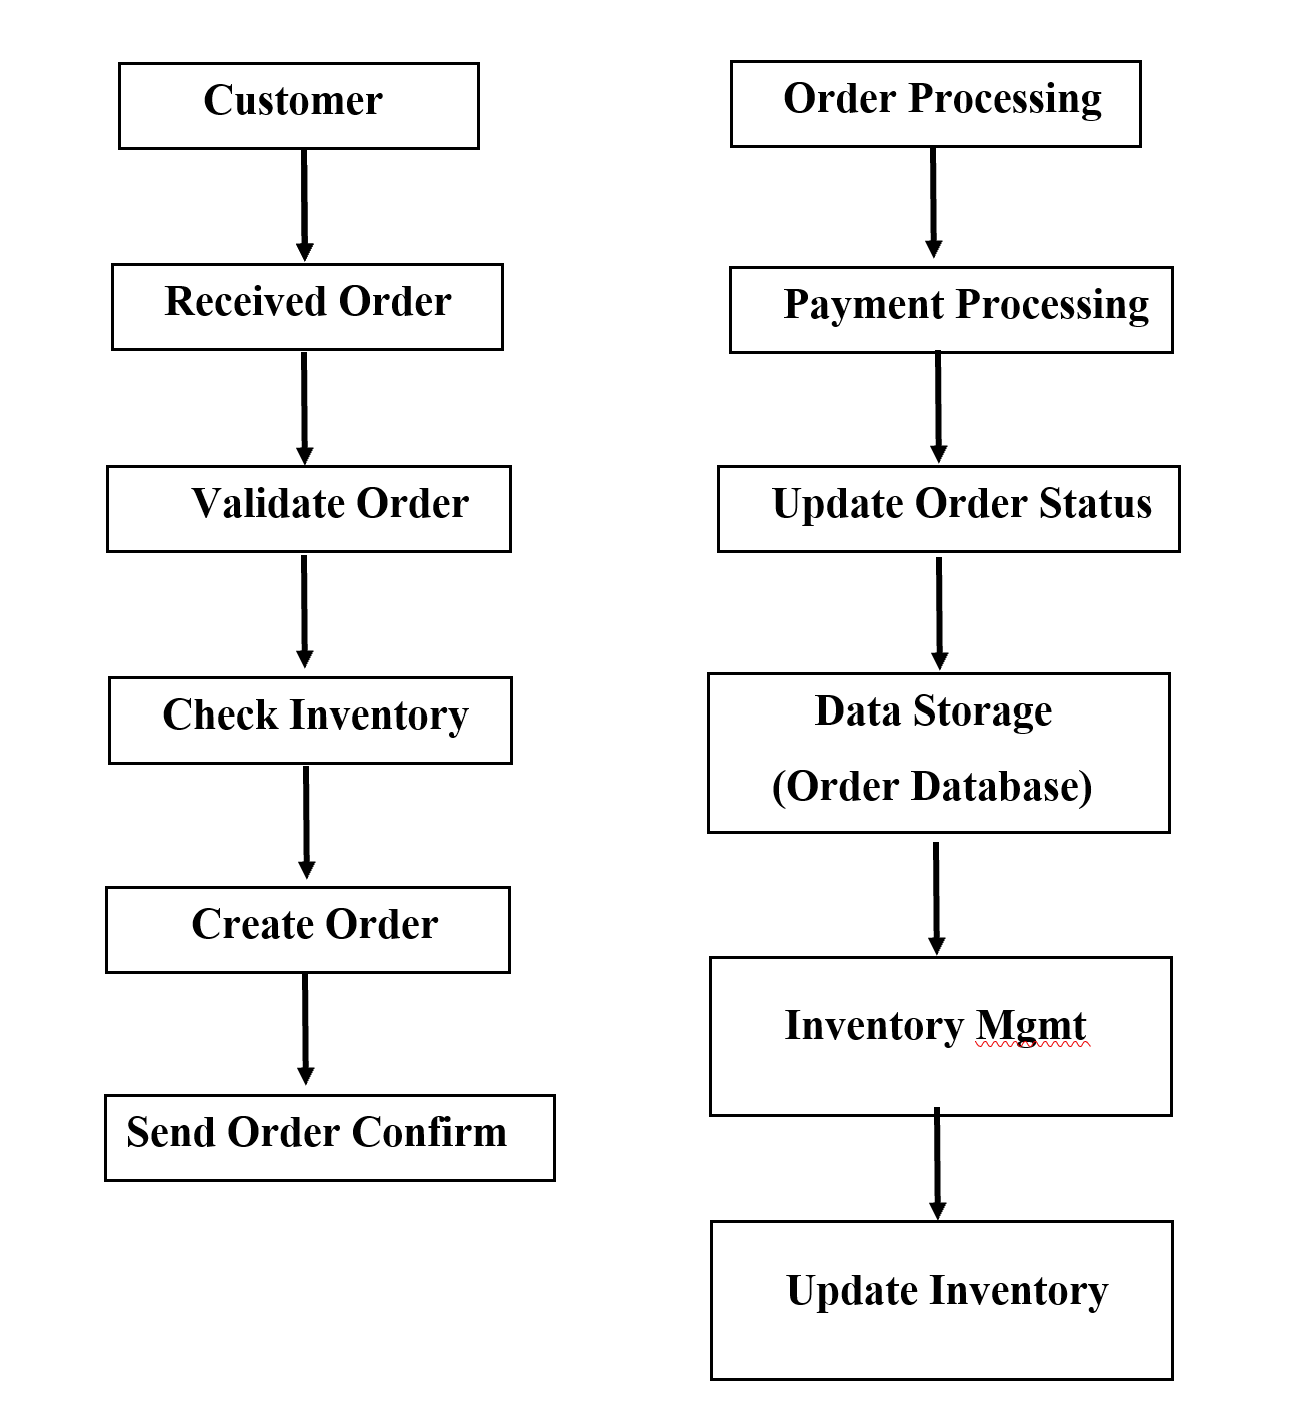 Customer
Received Order
Validate Order
Check Inventory
Create Order
Send Order Confirm
Order Processing
Payment Processing
Update Order Status
Data Storage
(Order Database)
Inventory Mgmt
Update Inventory